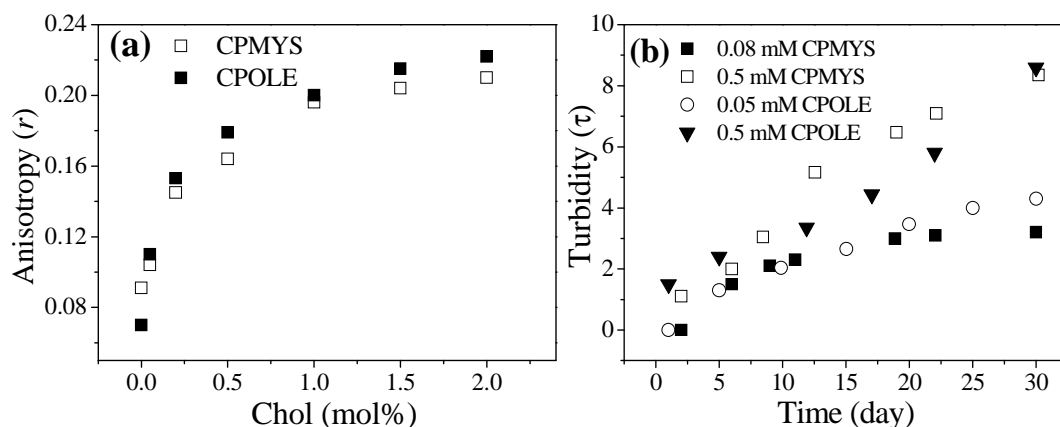 (a)
CPMYS
CPOLE
Anisotropy (r)
0.24
0.20
0.16
0.12
0.08
0.0 0.5 1.0 1.5 2.0
Chol (mol%)
(b)
0.08 mM CPMYS
0.5 mM CPMYS
0.05 mM CPOLE
0.5 mM CPOLE
Turbidity (τ)
10
8
6
4
2
0
0 5 10 15 20 25 30
Time (day)